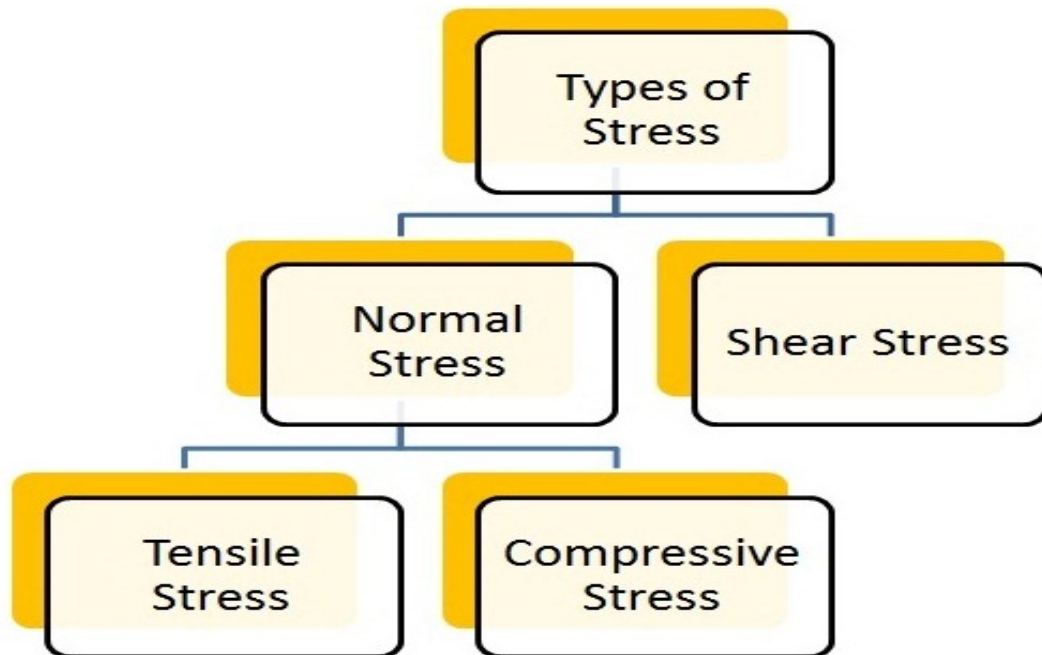 Types of
Stress
Normal
Stress
Shear Stress
Tensile
Stress
Compressive
Stress